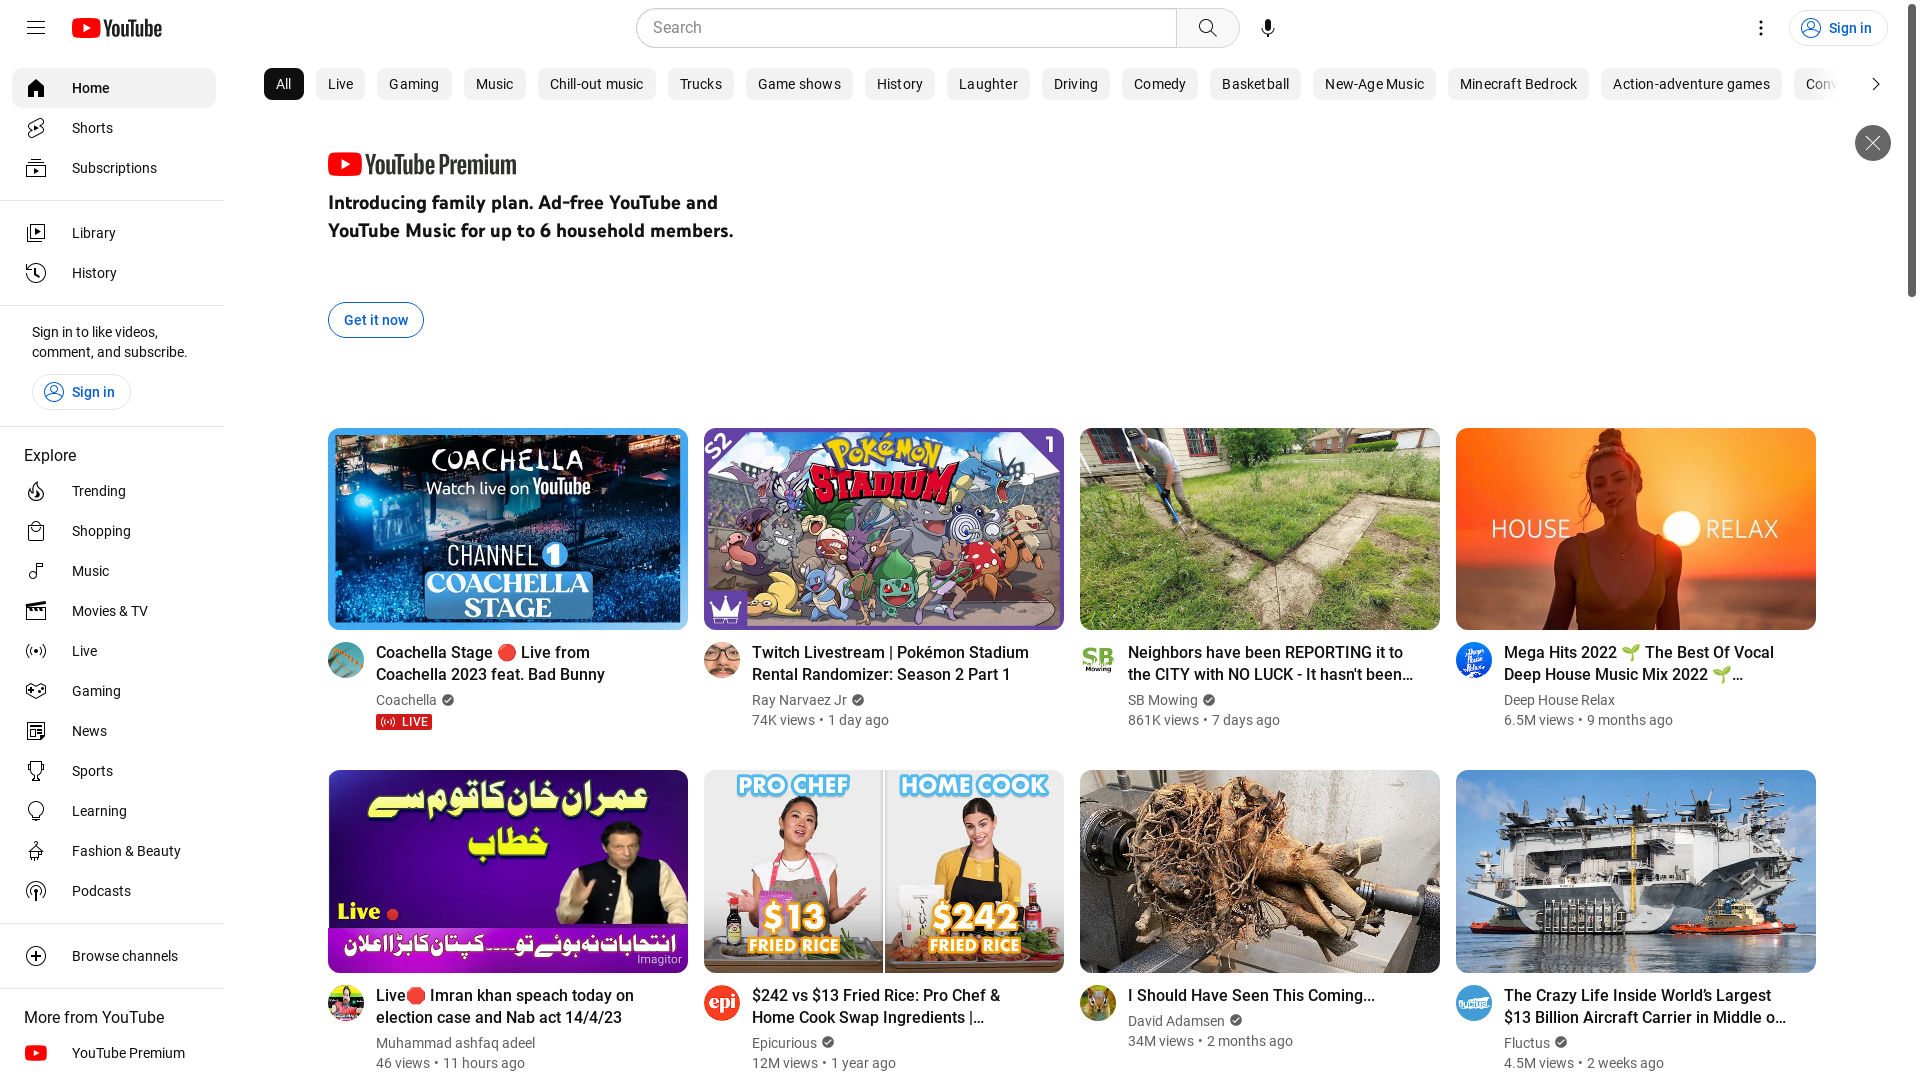 YouTube
Search
Sign in
Home
Shorts
Subscriptions
Library
History
Sign in to like videos,
comment, and subscribe.
Sign in
Explore
Trending
Shopping
Music
Movies & TV
Live
Gaming
News
Sports
Learning
Fashion & Beauty
Podcasts
Browse channels
More from YouTube
YouTube Premium
All Live Gaming Music Chill-out music Trucks Game shows History Laughter Driving Comedy Basketball New-Age Music Minecraft Bedrock Action-adventure games Conv
YouTube Premium
Introducing family plan. Ad-free YouTube and
YouTube Music for up to 6 household members.
Get it now
COACHELLA
Watch live on YouTube
CHANNEL 1
COACHELLA
STAGE
Coachella Stage 🔴 Live from
Coachella 2023 feat. Bad Bunny
Coachella
LIVE
S2
POKéMON
STADIUM
1
Twitch Livestream | Pokémon Stadium
Rental Randomizer: Season 2 Part 1
Ray Narvaez Jr
74K views • 1 day ago
SB
Mowing
Neighbors have been REPORTING it to
the CITY with NO LUCK - It hasn't been...
SB Mowing
861K views • 7 days ago
HOUSE RELAX
Deep
House
Relax
Mega Hits 2022 🌱 The Best Of Vocal
Deep House Music Mix 2022 🌱...
Deep House Relax
6.5M views • 9 months ago
عمران خان کا قوم سے
خطاب
Live
انتخابات نہ ہوئے تو....کپتان کا بڑا اعلان
Imagitor
Live🛑 Imran khan speach today on
election case and Nab act 14/4/23
Muhammad ashfaq adeel
46 views • 11 hours ago
PRO CHEF
$13
FRIED RICE
HOME COOK
$242
FRIED RICE
epi
$242 vs $13 Fried Rice: Pro Chef &
Home Cook Swap Ingredients |...
Epicurious
12M views • 1 year ago
I Should Have Seen This Coming...
David Adamsen
34M views • 2 months ago
fluctus
The Crazy Life Inside World’s Largest
$13 Billion Aircraft Carrier in Middle o...
Fluctus
4.5M views • 2 weeks ago